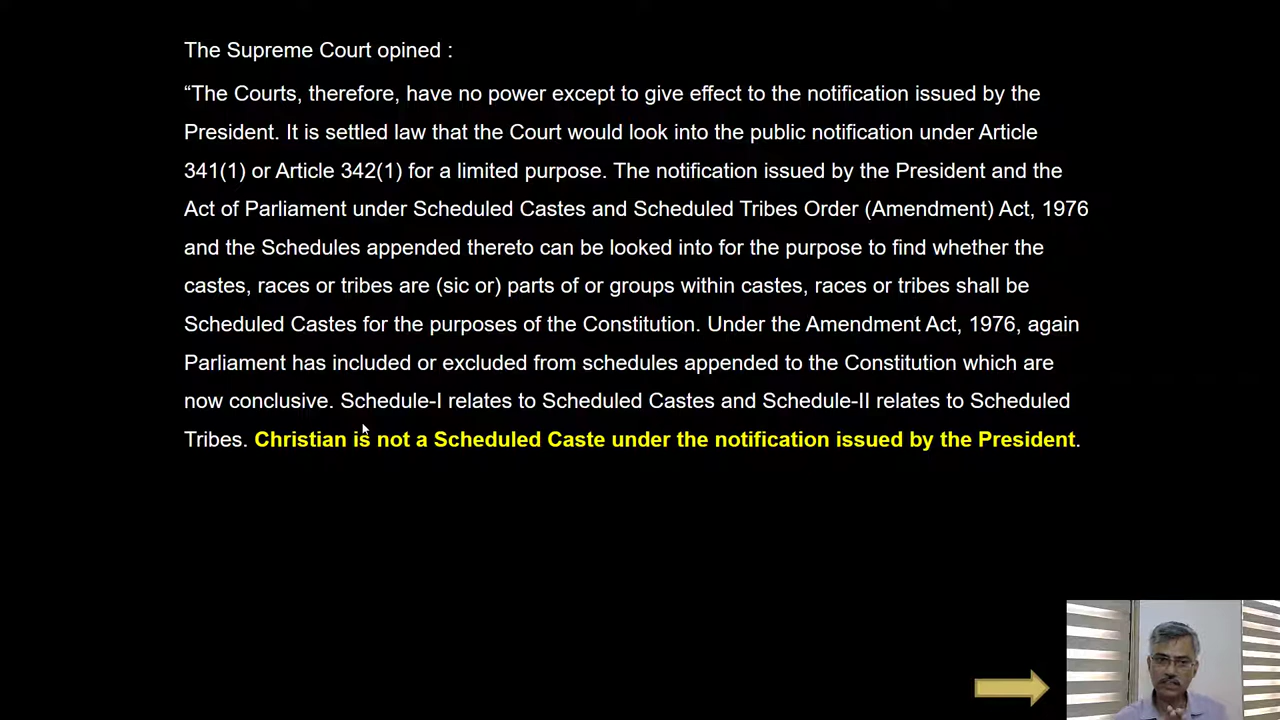 The Supreme Court opined :
“The Courts, therefore, have no power except to give effect to the notification issued by the
President. It is settled law that the Court would look into the public notification under Article
341(1) or Article 342(1) for a limited purpose. The notification issued by the President and the
Act of Parliament under Scheduled Castes and Scheduled Tribes Order (Amendment) Act, 1976
and the Schedules appended thereto can be looked into for the purpose to find whether the
castes, races or tribes are (sic or) parts of or groups within castes, races or tribes shall be
Scheduled Castes for the purposes of the Constitution. Under the Amendment Act, 1976, again
Parliament has included or excluded from schedules appended to the Constitution which are
now conclusive. Schedule-I relates to Scheduled Castes and Schedule-II relates to Scheduled
Tribes. Christian is not a Scheduled Caste under the notification issued by the President.